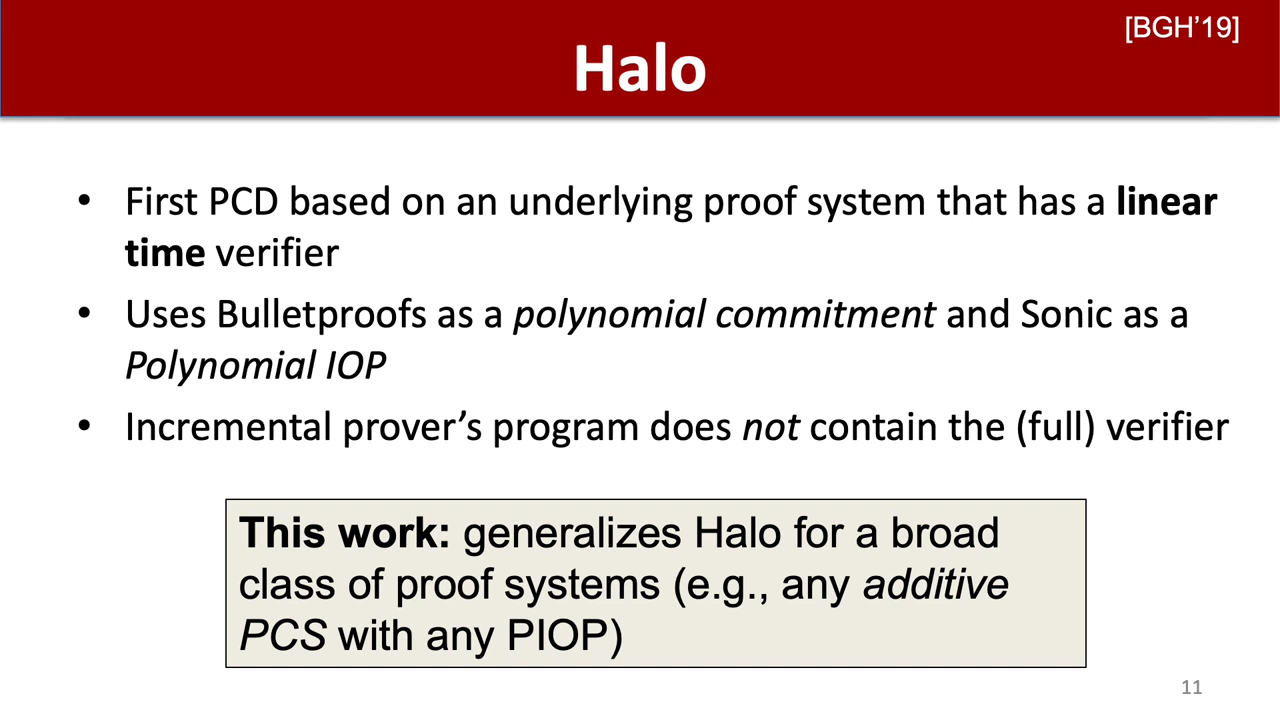 [BGH’19]
Halo
• First PCD based on an underlying proof system that has a linear
time verifier
• Uses Bulletproofs as a polynomial commitment and Sonic as a
Polynomial IOP
• Incremental prover’s program does not contain the (full) verifier
This work: generalizes Halo for a broad
class of proof systems (e.g., any additive
PCS with any PIOP)
11